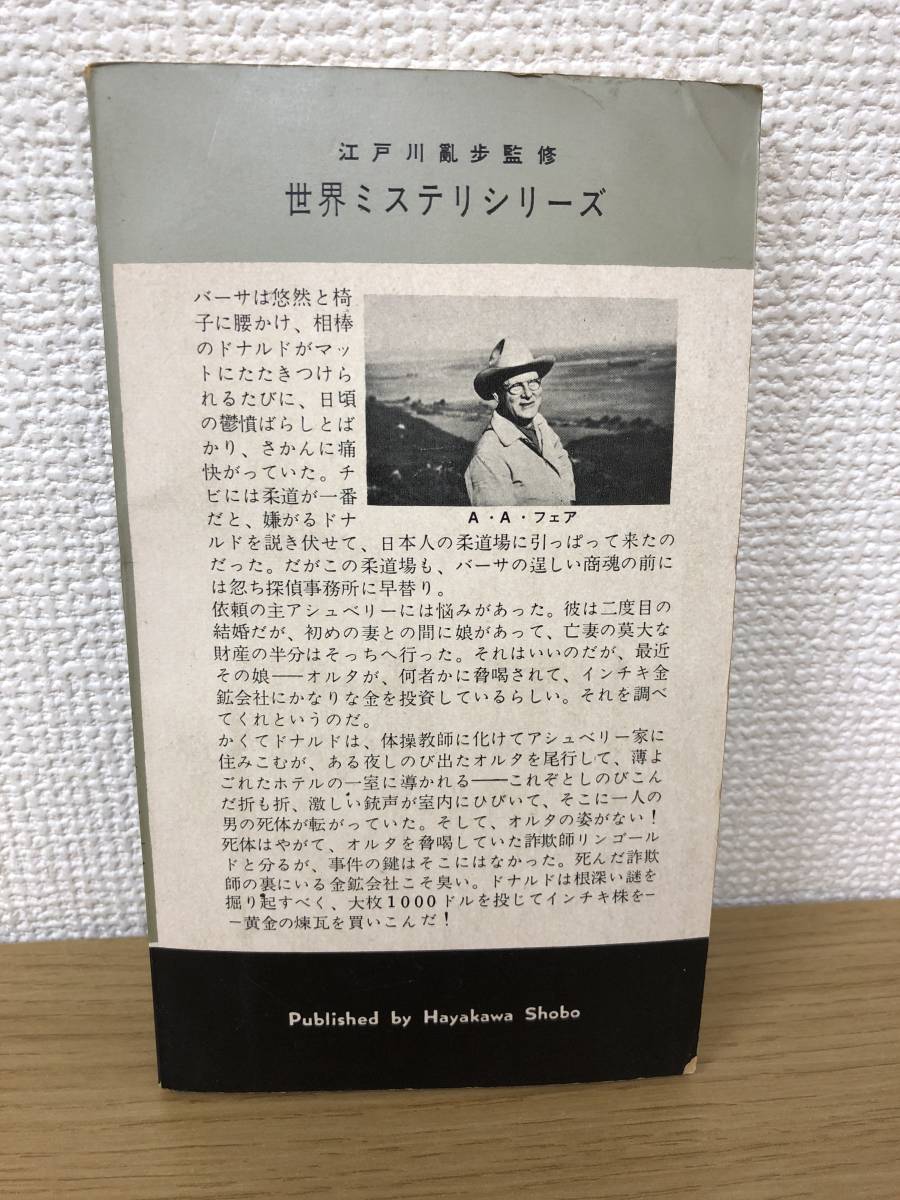 江戸川亂歩監修
世界ミステリシリーズ
バーサは悠然と椅
子に腰かけ、相棒
のドナルドがマッ
トにたたきつけら
れるたびに、日頃
の鬱憤ばらしとば
かり、さかんに痛
快がっていた。チ
ビには柔道が一番
だと、嫌がるドナ
ルドを説き伏せて、日本人の柔道場に引っぱって来たの
だった。だがこの柔道場も、バーサの逞しい商魂の前に
は忽ち探偵事務所に早替り。
依頼の主アシュベリーには悩みがあった。彼は二度目の
結婚だが、初めの妻との間に娘があって、亡妻の莫大な
財産の半分はそっちへ行った。それはいいのだが、最近
その娘――オルタが、何者かに脅喝されて、インチキ金
鉱会社にかなりな金を投資しているらしい。それを調べ
てくれというのだ。
かくてドナルドは、体操教師に化けてアシュベリー家に
住みこむが、ある夜しのび出たオルタを尾行して、薄よ
ごれたホテルの一室に導かれる――これぞとしのびこん
だ折も折、激しい銃声が室内にひびいて、そこに一人の
男の死体が転がっていた。そして、オルタの姿がない！
死体はやがて、オルタを脅喝していた詐欺師リンゴール
ドと分るが、事件の鍵はそこにはなかった。死んだ詐欺
師の裏にいる金鉱会社こそ臭い。ドナルドは根深い謎を
掘り起すべく、大枚1000ドルを投じてインチキ株を―
―黄金の煉瓦を買いこんだ！
A・A・フェア
Published by Hayakawa Shobo